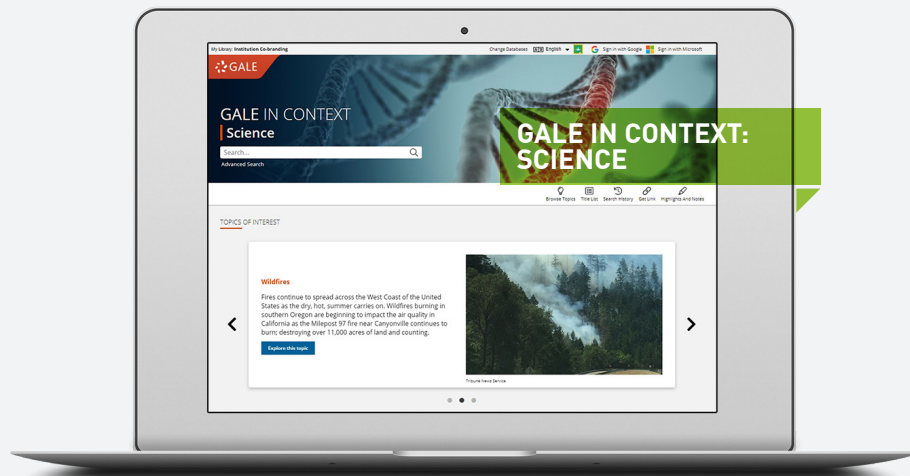 My Library: Institution Co-branding
Change Databases English Sign in with Google Sign in with Microsoft
GALE
GALE IN CONTEXT
Science
Search...
Advanced Search
GALE IN CONTEXT:
SCIENCE
Browse Topics Title List Search History Get Link Highlights And Notes
TOPICS OF INTEREST
Wildfires
Fires continue to spread across the West Coast of the United
States as the dry, hot, summer carries on. Wildfires burning in
southern Oregon are beginning to impact the air quality in
California as the Milepost 97 fire near Canyonville continues to
burn; destroying over 11,000 acres of land and counting.
Explore this topic
Tribune News Service